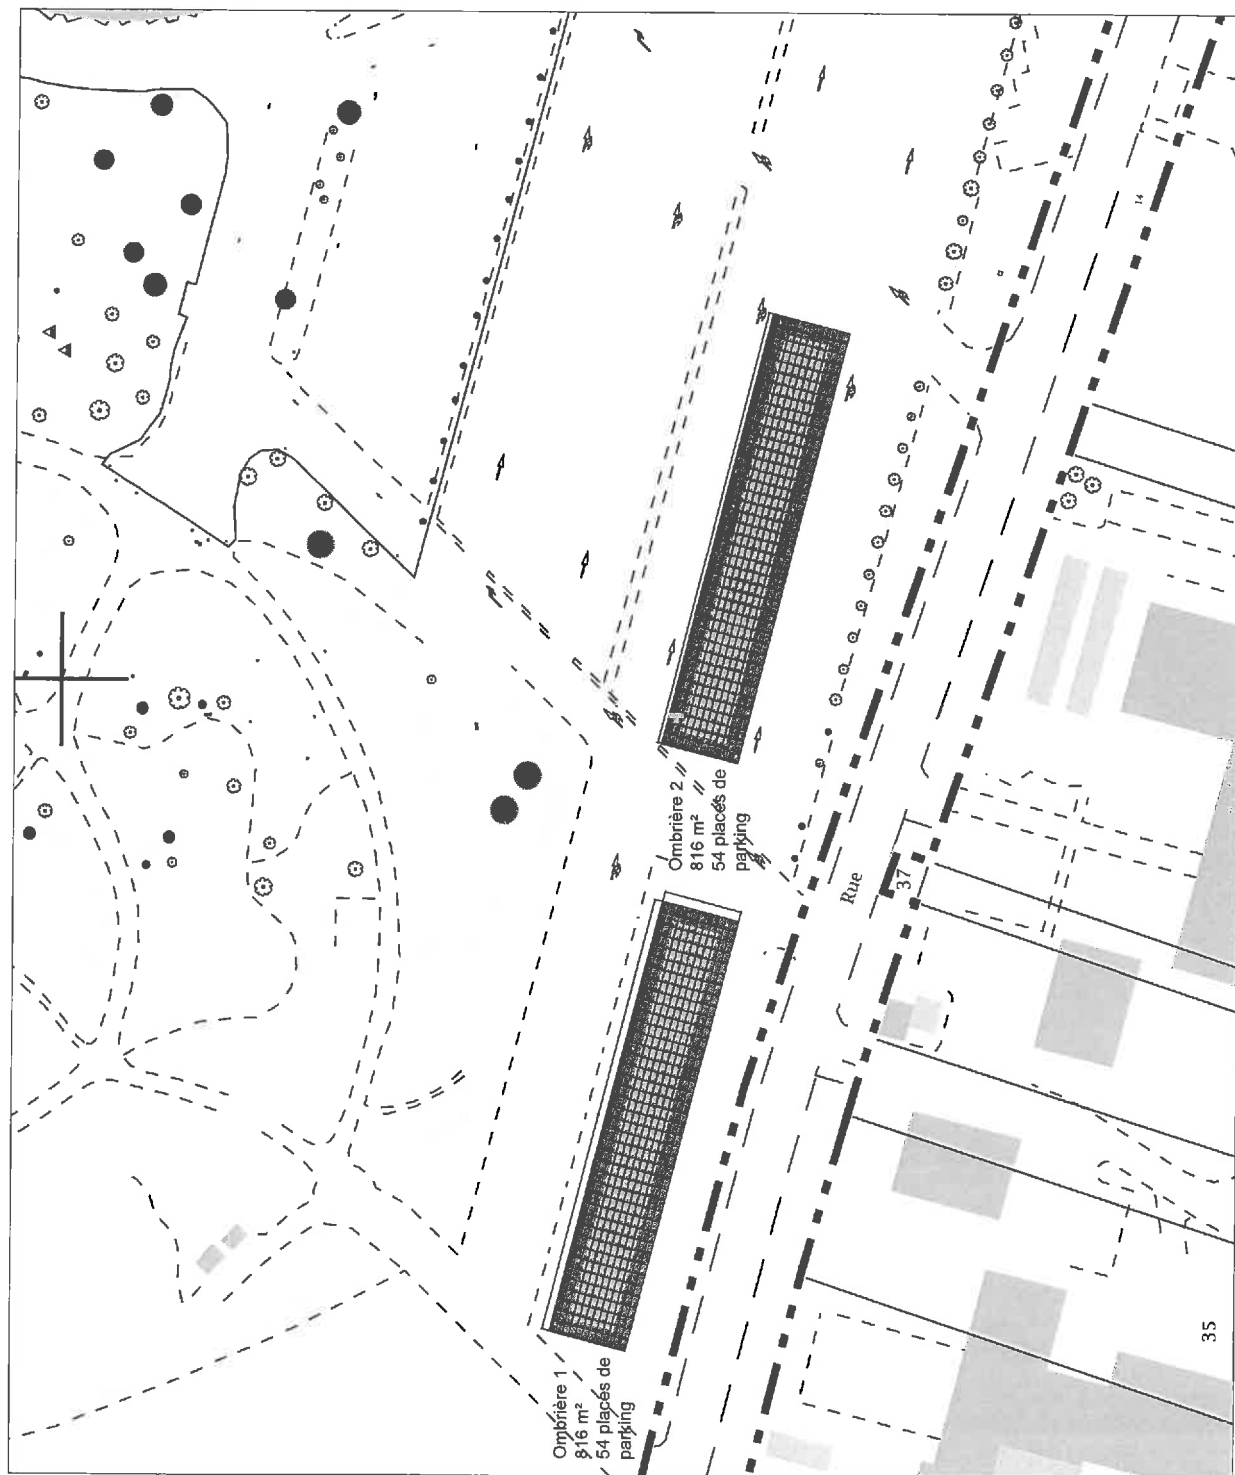 Ombrière 1
816 m²
54 places de
parking
Ombrière 2
816 m²
54 places de
parking
Rue
37
14
35